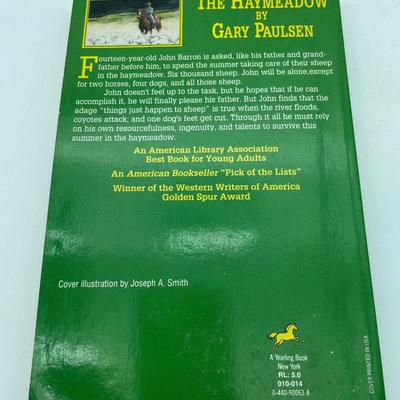 THE HAYMEADOW
BY
GARY PAULSEN
Fourteen-year-old John Barron is asked, like his father and grand-
father before him, to spend the summer taking care of their sheep
in the haymeadow. Six thousand sheep. John will be alone,except
for two horses, four dogs, and all those sheep.
John doesn't feel up to the task, but he hopes that if he can
accomplish it, he will finally please his father. But John finds that the
adage "things just happen to sheep" is true when the river floods,
coyotes attack, and one dog's feet get cut. Through it all he must rely
on his own resourcefulness, ingenuity, and talents to survive this
summer in the haymeadow.
An American Library Association
Best Book for Young Adults
An American Bookseller "Pick of the Lists"
Winner of the Western Writers of America
Golden Spur Award
Cover illustration by Joseph A. Smith
A Yearling Book
New York
RL: 5.0
010-014
0-440-90063-8
COVER PRINTED IN USA